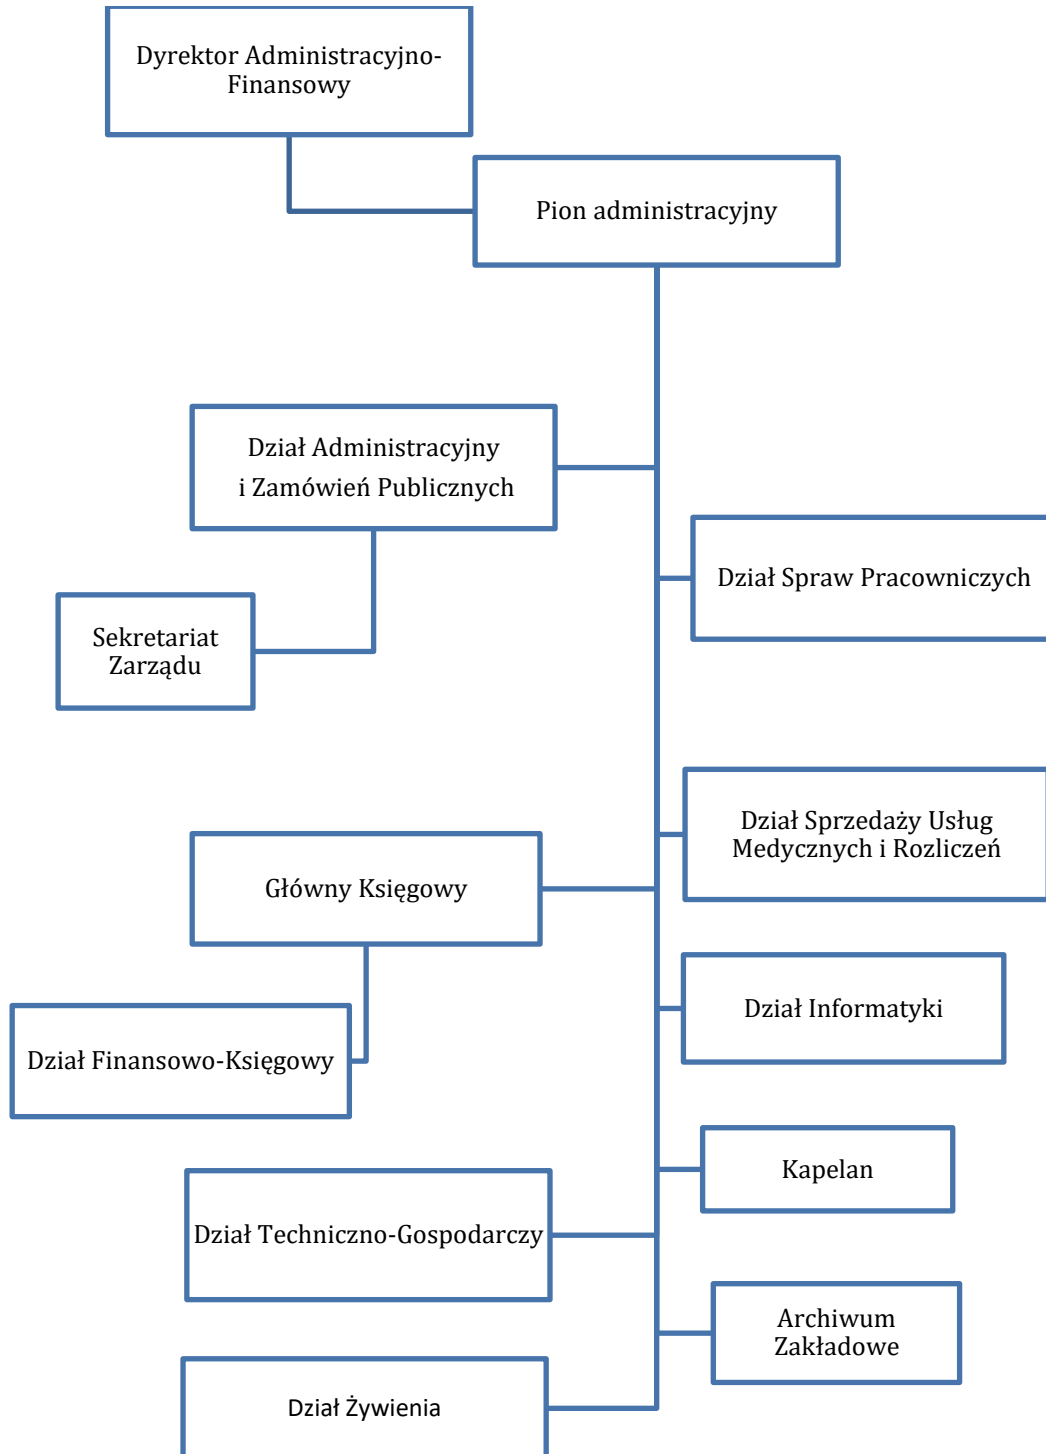 Dyrektor Administracyjno-
Finansowy
Pion administracyjny
Dział Administracyjny
i Zamówień Publicznych
Dział Spraw Pracowniczych
Sekretariat
Zarządu
Dział Sprzedaży Usług
Medycznych i Rozliczeń
Główny Księgowy
Dział Informatyki
Dział Finansowo-Księgowy
Kapelan
Dział Techniczno-Gospodarczy
Archiwum
Zakładowe
Dział Żywienia